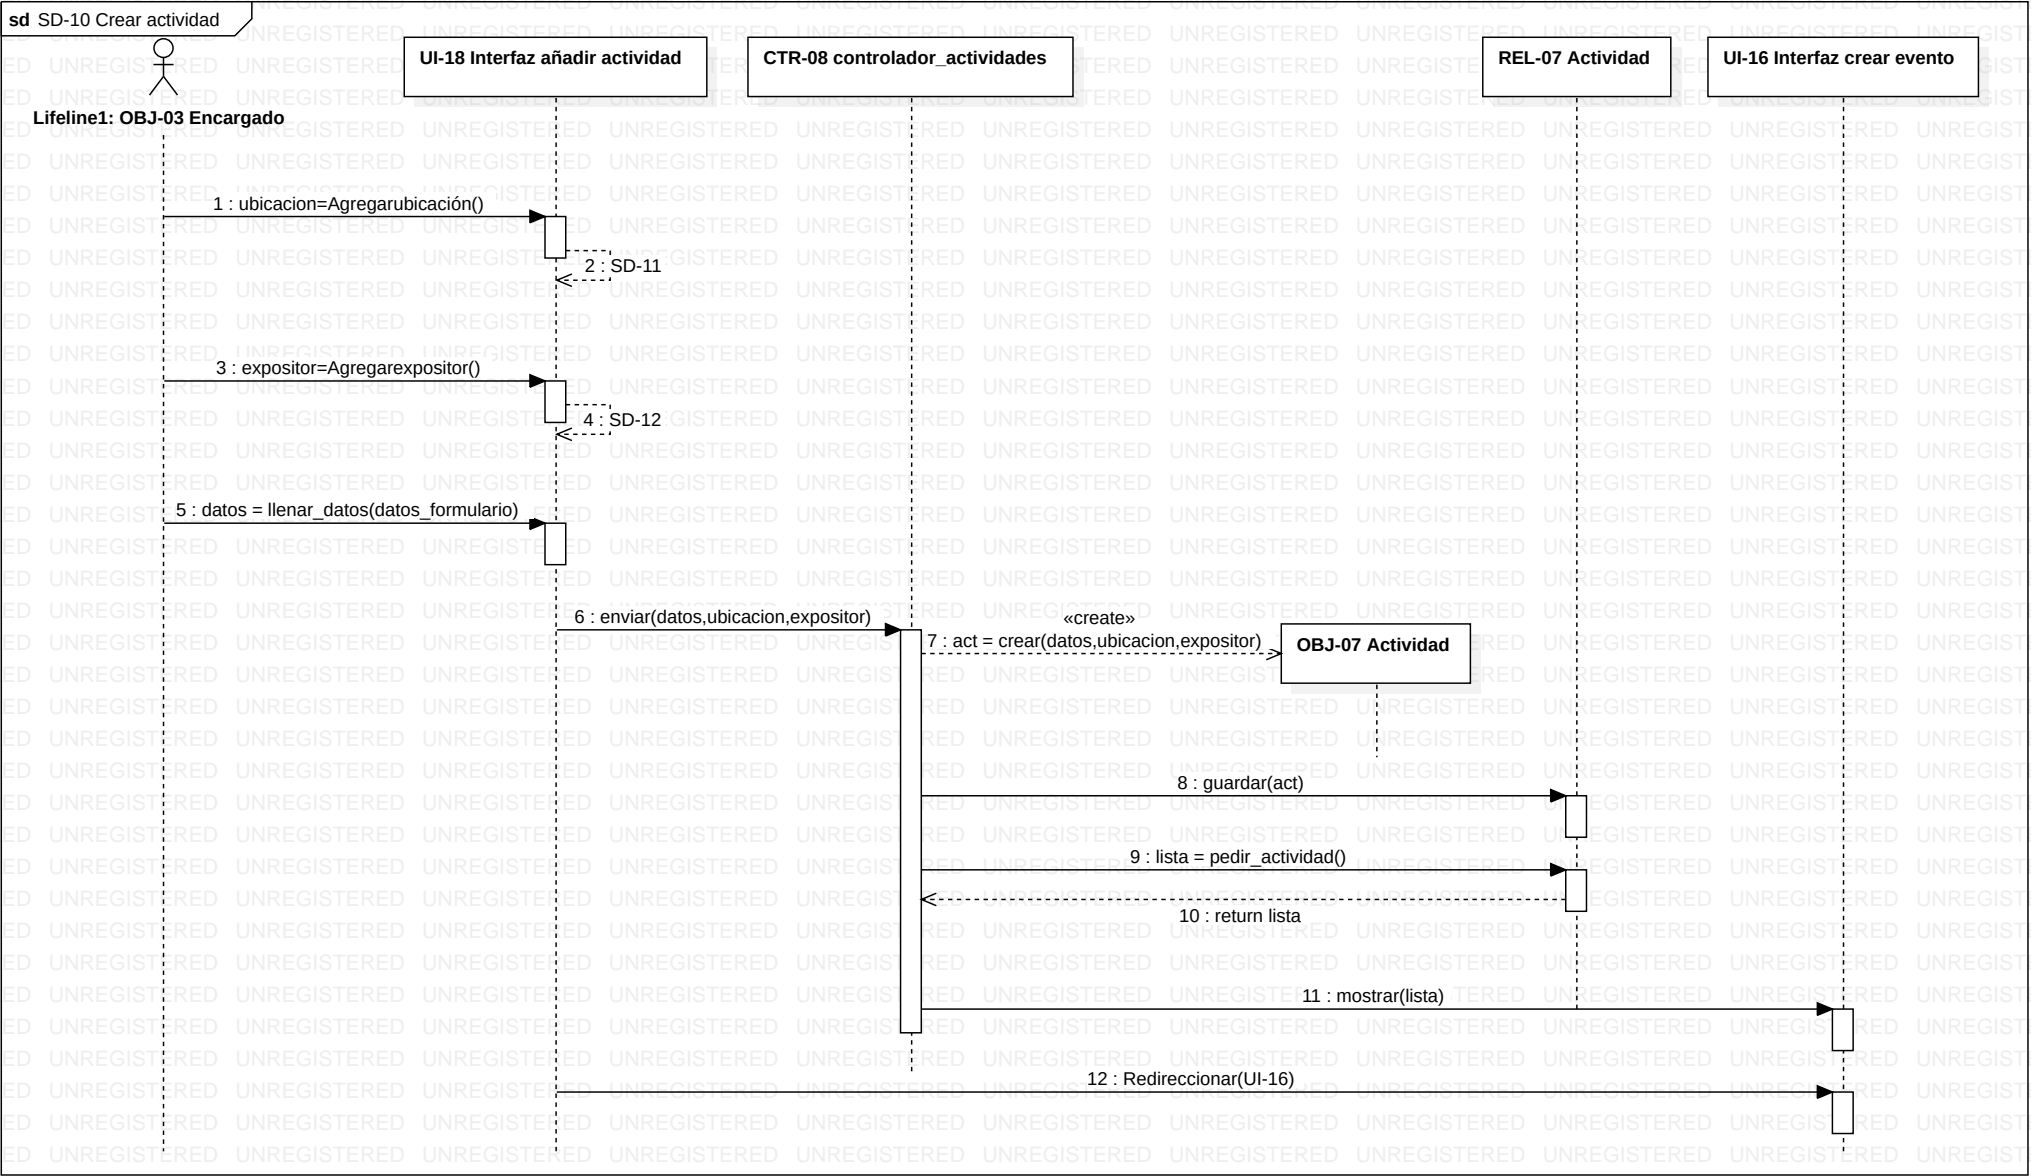 sd SD-10 Crear actividad
UI-18 Interfaz añadir actividad
CTR-08 controlador_actividades
REL-07 Actividad
UI-16 Interfaz crear evento
Lifeline1: OBJ-03 Encargado
1 : ubicacion=Agregarubicación()
2 : SD-11
3 : expositor=Agregarexpositor()
4 : SD-12
5 : datos = llenar_datos(datos_formulario)
6 : enviar(datos,ubicacion,expositor)
«create»
7 : act = crear(datos,ubicacion,expositor)
OBJ-07 Actividad
8 : guardar(act)
9 : lista = pedir_actividad()
10 : return lista
11 : mostrar(lista)
12 : Redireccionar(UI-16)
UNREGISTERED